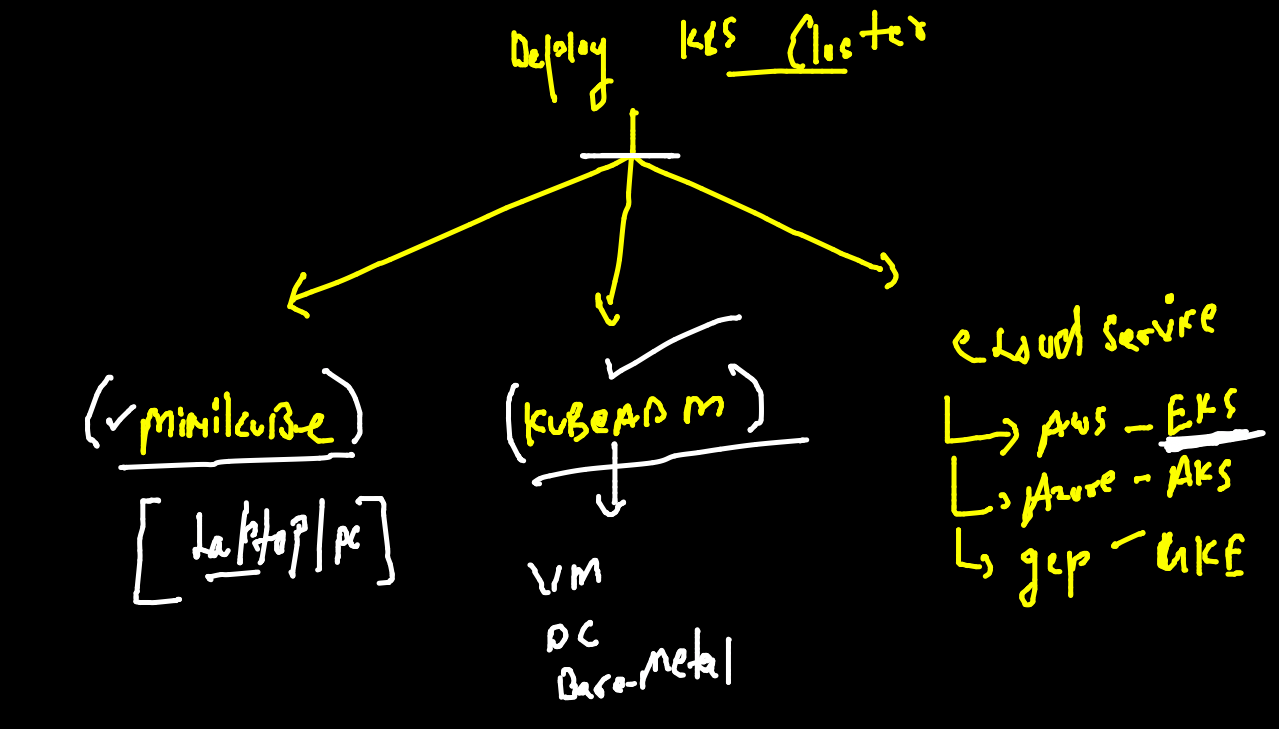 Deploy K8S Cluster
Cloud Service
MiniKuBe
KuBeADM
AWS - EKS
Azure - AKS
gcp - GKE
Laptop/pc
VM
DC
Bare-Metal